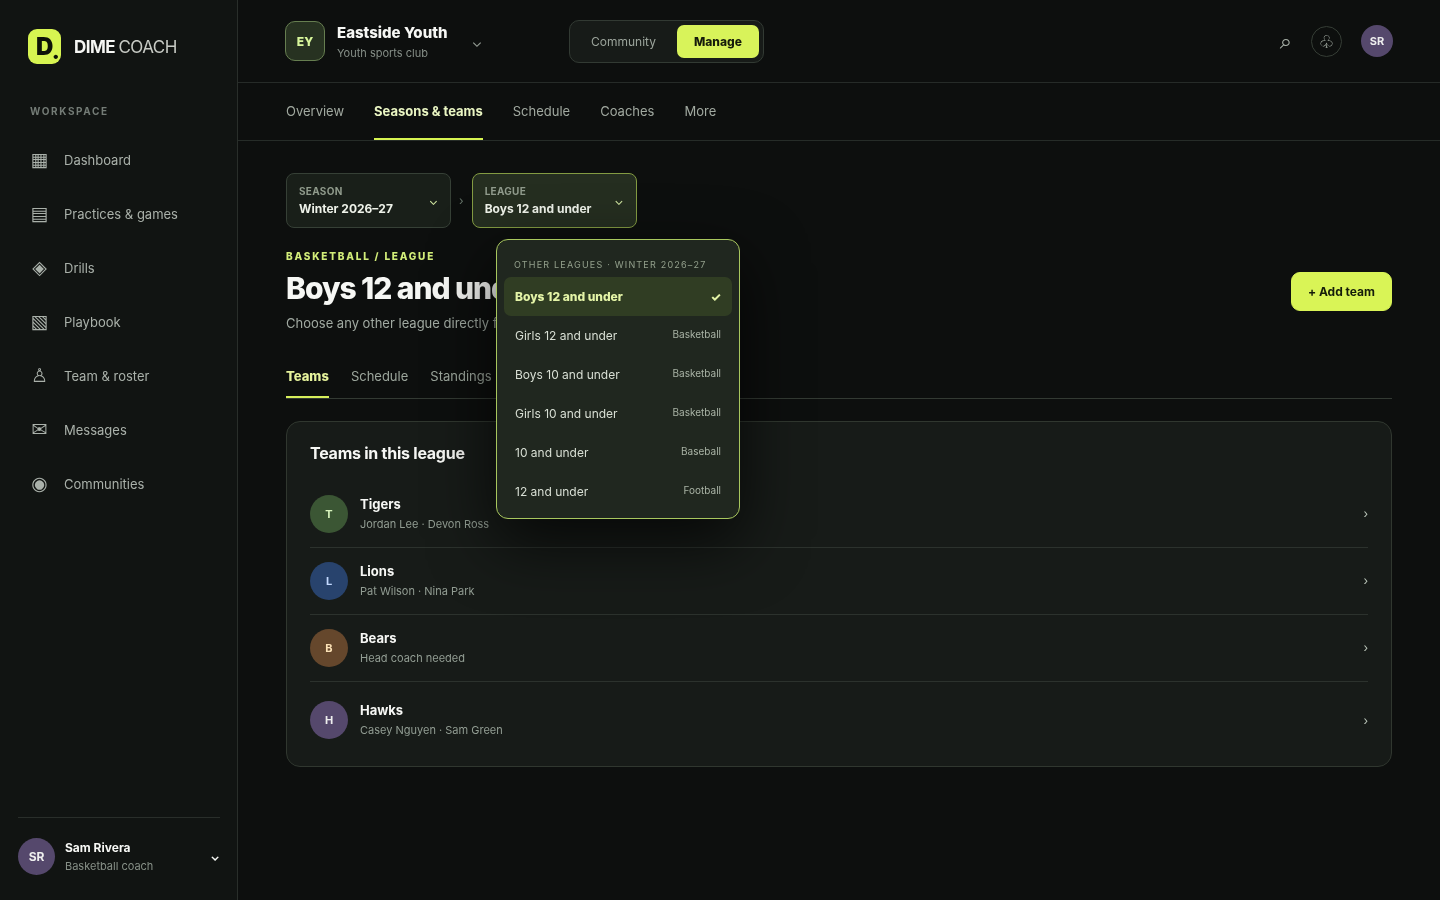 D. DIME COACH
WORKSPACE
Dashboard
Practices & games
Drills
Playbook
Team & roster
Messages
Communities
SR
Sam Rivera
Basketball coach
EY
Eastside Youth
Youth sports club
Community
Manage
SR
Overview
Seasons & teams
Schedule
Coaches
More
SEASON
Winter 2026–27
›
LEAGUE
Boys 12 and under
BASKETBALL / LEAGUE
Boys 12 and
Choose any other league directly
+ Add team
OTHER LEAGUES · WINTER 2026–27
Boys 12 and under ✓
Girls 12 and under Basketball
Boys 10 and under Basketball
Girls 10 and under Basketball
10 and under Baseball
12 and under Football
Teams
Schedule
Standings
Teams in this league
T
Tigers
Jordan Lee · Devon Ross
›
L
Lions
Pat Wilson · Nina Park
›
B
Bears
Head coach needed
›
H
Hawks
Casey Nguyen · Sam Green
›